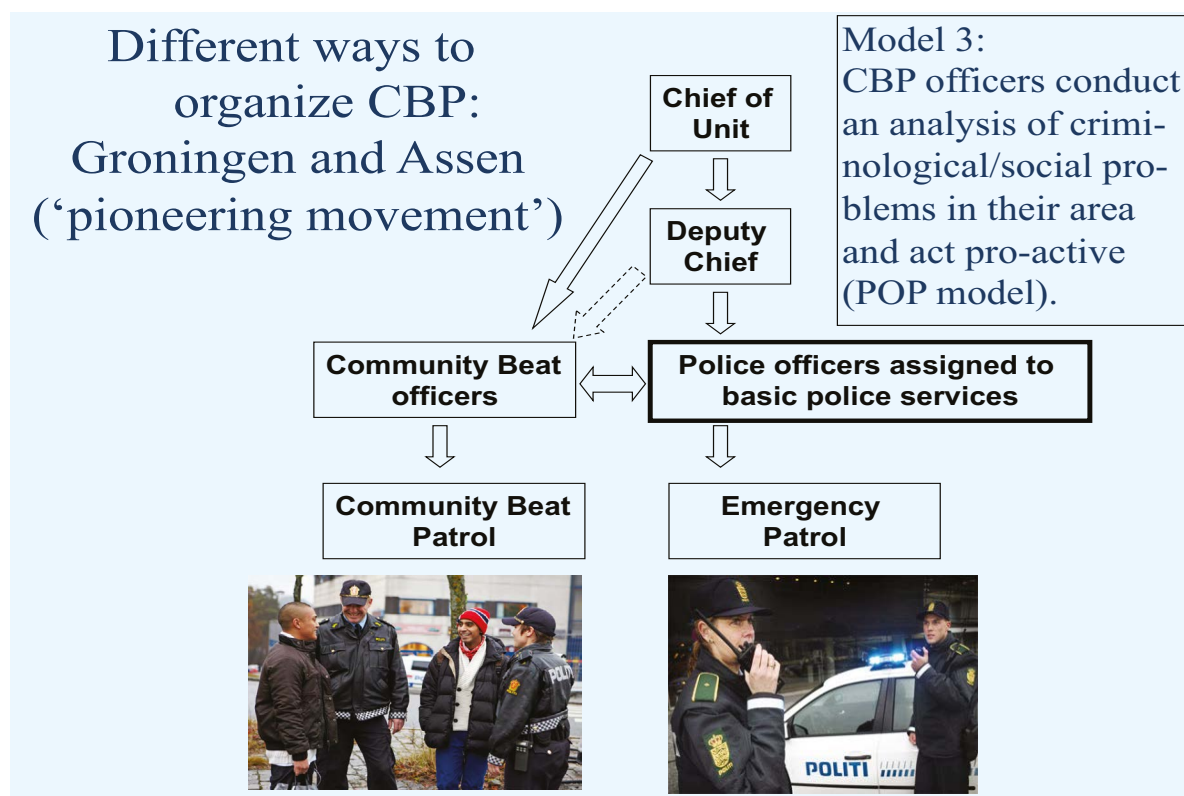 Different ways to
organize CBP:
Groningen and Assen
(‘pioneering movement’)
Model 3:
CBP officers conduct
an analysis of crimi-
nological/social pro-
blems in their area
and act pro-active
(POP model).
Chief of
Unit
Deputy
Chief
Community Beat
officers
Police officers assigned to
basic police services
Community Beat
Patrol
Emergency
Patrol
POLITI
POLITI